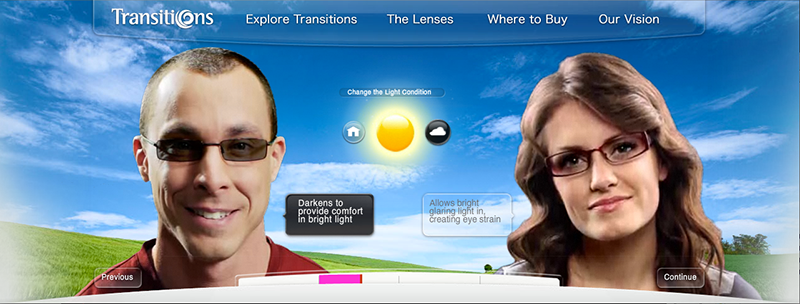 Transitions
Explore Transitions
The Lenses
Where to Buy
Our Vision
Change the Light Condition
Darkens to
provide comfort
in bright light
Allows bright
glaring light in,
creating eye strain
Previous
Continue